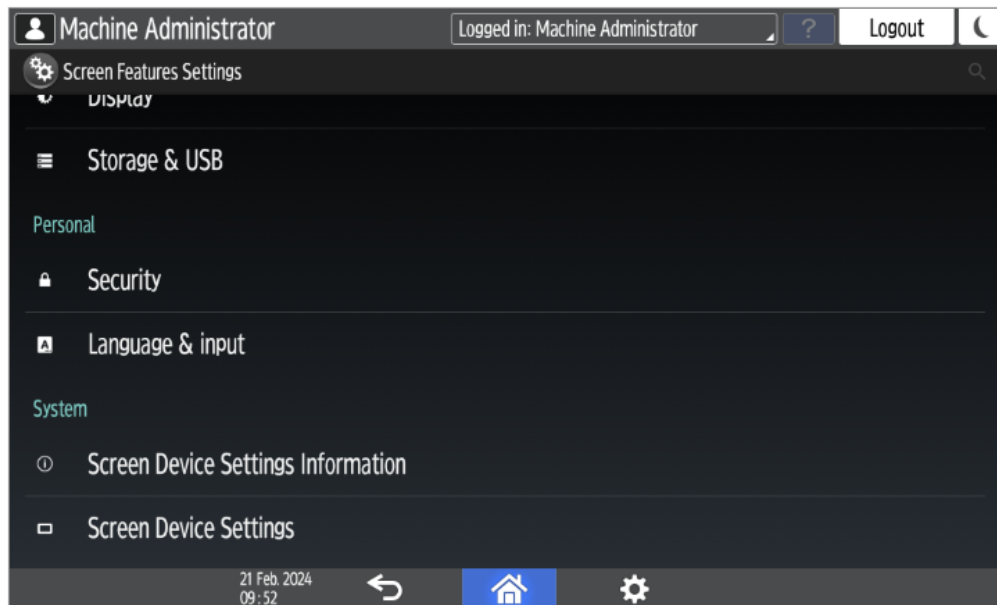 Machine Administrator
Logged in: Machine Administrator
?
Logout
Screen Features Settings
Display
Storage & USB
Personal
Security
A
Language & input
System
Screen Device Settings Information
Screen Device Settings
21 Feb. 2024
09:52